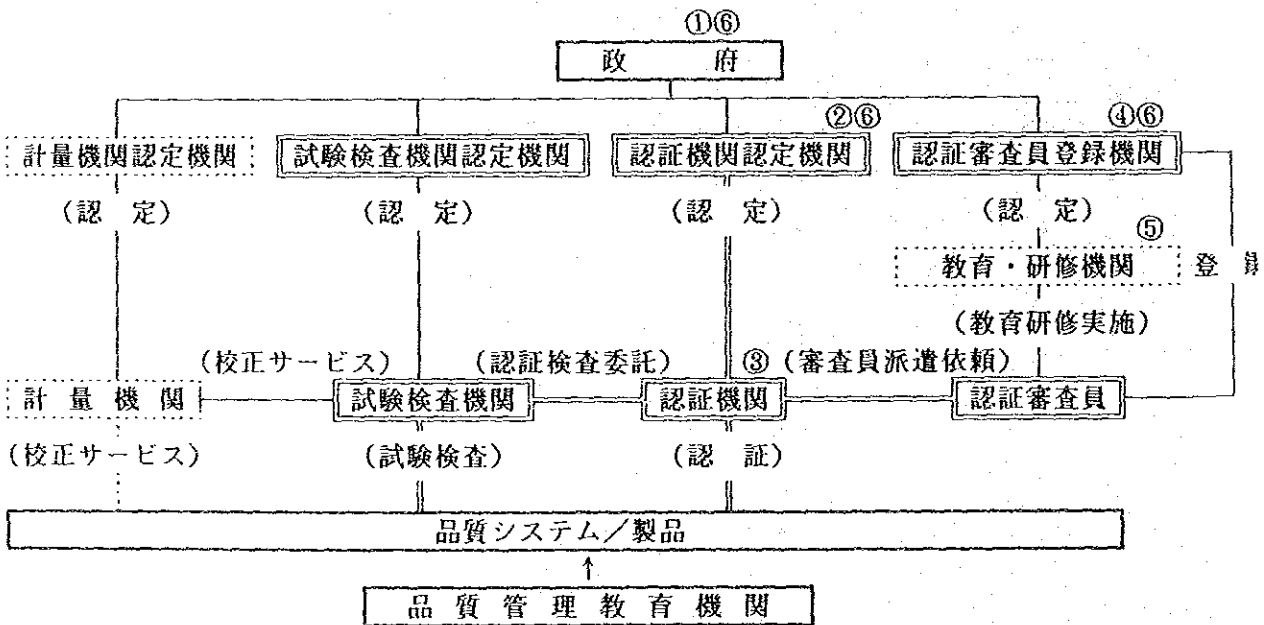 ①⑥
政府
②⑥ ④⑥
計量機関認定機関 試験検査機関認定機関 認証機関認定機関 認証審査員登録機関
(認定) (認定) (認定) (認定)
⑤
教育・研修機関 登録
(教育研修実施)
(校正サービス) (認証検査委託) ③ (審査員派遣依頼)
計量機関 試験検査機関 認証機関 認証審査員
(校正サービス) (試験検査) (認証)
品質システム/製品
↑
品質管理教育機関